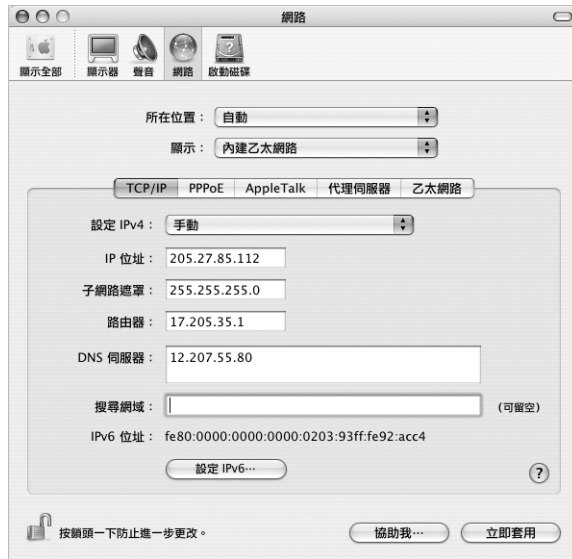 網路
顯示全部 顯示器 聲音 網路 啟動磁碟
所在位置： 自動
顯示： 內建乙太網路
TCP/IP PPPoE AppleTalk 代理伺服器 乙太網路
設定 IPv4： 手動
IP 位址： 205.27.85.112
子網路遮罩： 255.255.255.0
路由器： 17.205.35.1
DNS 伺服器： 12.207.55.80
搜尋網域： (可留空)
IPv6 位址： fe80:0000:0000:0000:0203:93ff:fe92:acc4
設定 IPv6⋯
?
按鎖頭一下防止進一步更改。 協助我⋯ 立即套用